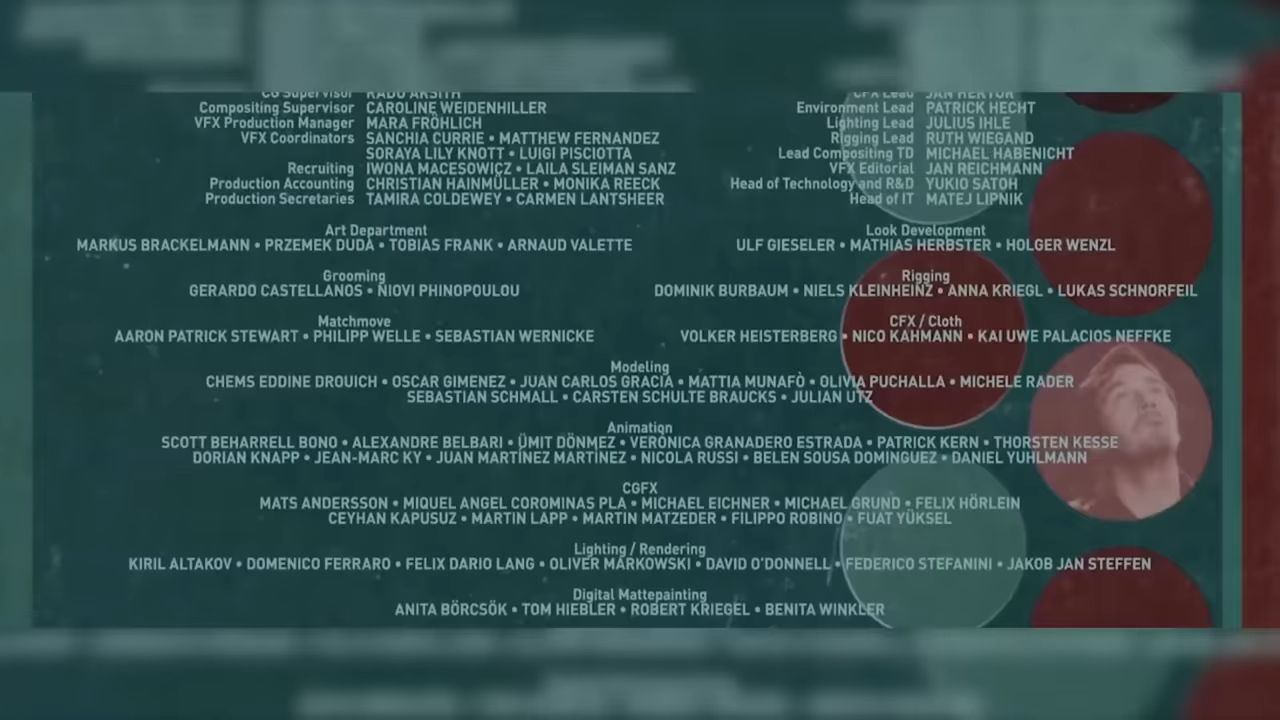 CG Supervisor RADU ARSITH
Compositing Supervisor CAROLINE WEIDENHILLER
VFX Production Manager MARA FRÖHLICH
VFX Coordinators SANCHIA CURRIE • MATTHEW FERNANDEZ
SORAYA LILY KNOTT • LUIGI PISCIOTTA
Recruiting IWONA MACESOWICZ • LAILA SLEIMAN SANZ
Production Accounting CHRISTIAN HAINMÜLLER • MONIKA REECK
Production Secretaries TAMIRA COLDEWEY • CARMEN LANTSHEER
CFX Lead JAN HERTOR
Environment Lead PATRICK HECHT
Lighting Lead JULIUS IHLE
Rigging Lead RUTH WIEGAND
Lead Compositing TD MICHAEL HABENICHT
VFX Editorial JAN REICHMANN
Head of Technology and R&D YUKIO SATOH
Head of IT MATEJ LIPNIK
Art Department
MARKUS BRACKELMANN • PRZEMEK DUDA • TOBIAS FRANK • ARNAUD VALETTE
Look Development
ULF GIESELER • MATHIAS HERBSTER • HOLGER WENZL
Grooming
GERARDO CASTELLANOS • NIOVI PHINOPOULOU
Rigging
DOMINIK BURBAUM • NIELS KLEINHEINZ • ANNA KRIEGL • LUKAS SCHNORFEIL
Matchmove
AARON PATRICK STEWART • PHILIPP WELLE • SEBASTIAN WERNICKE
CFX / Cloth
VOLKER HEISTERBERG • NICO KAHMANN • KAI UWE PALACIOS NEFFKE
Modeling
CHEMS EDDINE DROUICH • OSCAR GIMENEZ • JUAN CARLOS GRACIA • MATTIA MUNAFÒ • OLIVIA PUCHALLA • MICHELE RADER
SEBASTIAN SCHMALL • CARSTEN SCHULTE BRAUCKS • JULIAN UTZ
Animation
SCOTT BEHARRELL BONO • ALEXANDRE BELBARI • ÜMIT DÖNMEZ • VERÓNICA GRANADERO ESTRADA • PATRICK KERN • THORSTEN KESSE
DORIAN KNAPP • JEAN-MARC KY • JUAN MARTÍNEZ MARTÍNEZ • NICOLA RUSSI • BELEN SOUSA DOMINGUEZ • DANIEL YUHLMANN
CGFX
MATS ANDERSSON • MIQUEL ANGEL COROMINAS PLA • MICHAEL EICHNER • MICHAEL GRUND • FELIX HÖRLEIN
CEYHAN KAPUSUZ • MARTIN LAPP • MARTIN MATZEDER • FILIPPO ROBINO • FUAT YÜKSEL
Lighting / Rendering
KIRIL ALTAKOV • DOMENICO FERRARO • FELIX DARIO LANG • OLIVER MARKOWSKI • DAVID O'DONNELL • FEDERICO STEFANINI • JAKOB JAN STEFFEN
Digital Mattepainting
ANITA BÖRCSÖK • TOM HIEBLER • ROBERT KRIEGEL • BENITA WINKLER